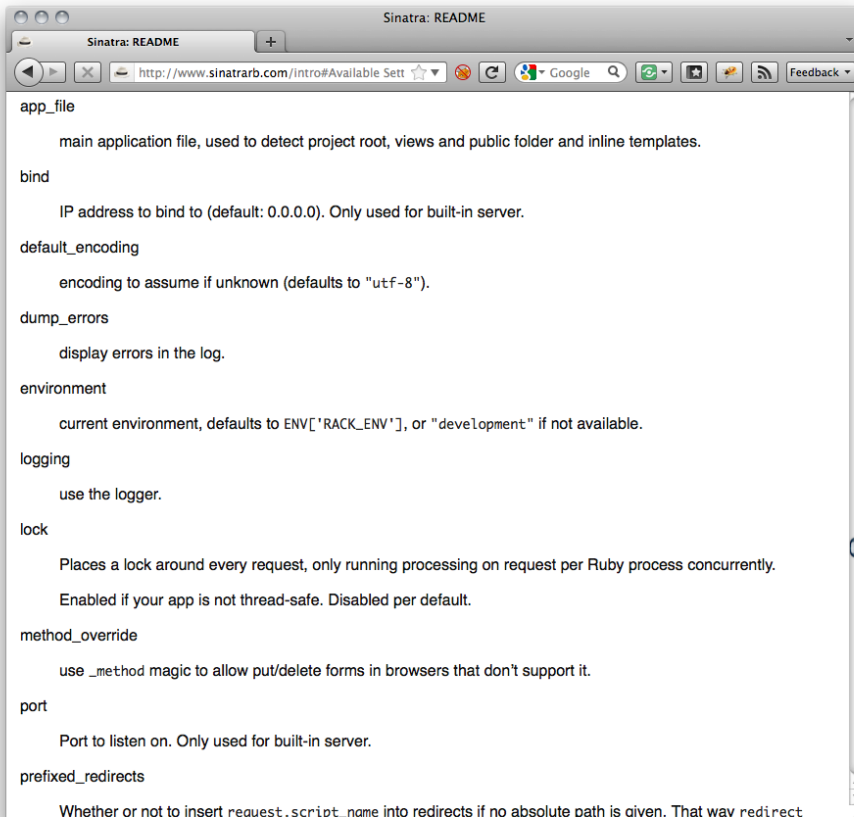 Sinatra: README
Sinatra: README
http://www.sinatrarb.com/intro#Available Sett
Google
Feedback
app_file
main application file, used to detect project root, views and public folder and inline templates.
bind
IP address to bind to (default: 0.0.0.0). Only used for built-in server.
default_encoding
encoding to assume if unknown (defaults to "utf-8").
dump_errors
display errors in the log.
environment
current environment, defaults to ENV['RACK_ENV'], or "development" if not available.
logging
use the logger.
lock
Places a lock around every request, only running processing on request per Ruby process concurrently.
Enabled if your app is not thread-safe. Disabled per default.
method_override
use _method magic to allow put/delete forms in browsers that don't support it.
port
Port to listen on. Only used for built-in server.
prefixed_redirects
Whether or not to insert request.script_name into redirects if no absolute path is given. That way redirect